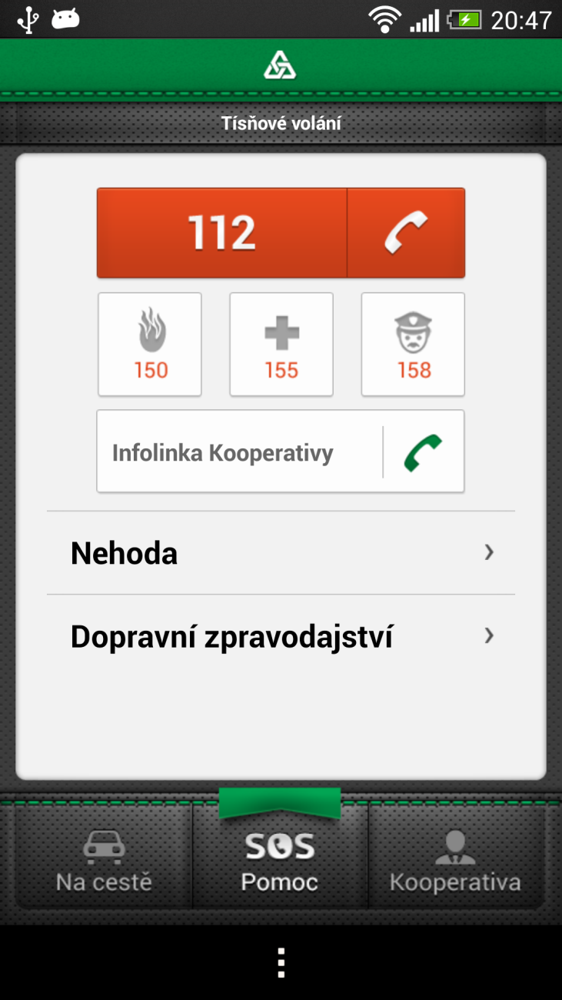 20:47
Tísňové volání
112
150 155 158
Infolinka Kooperativy
Nehoda
Dopravní zpravodajství
Na cestě
SOS
Pomoc
Kooperativa